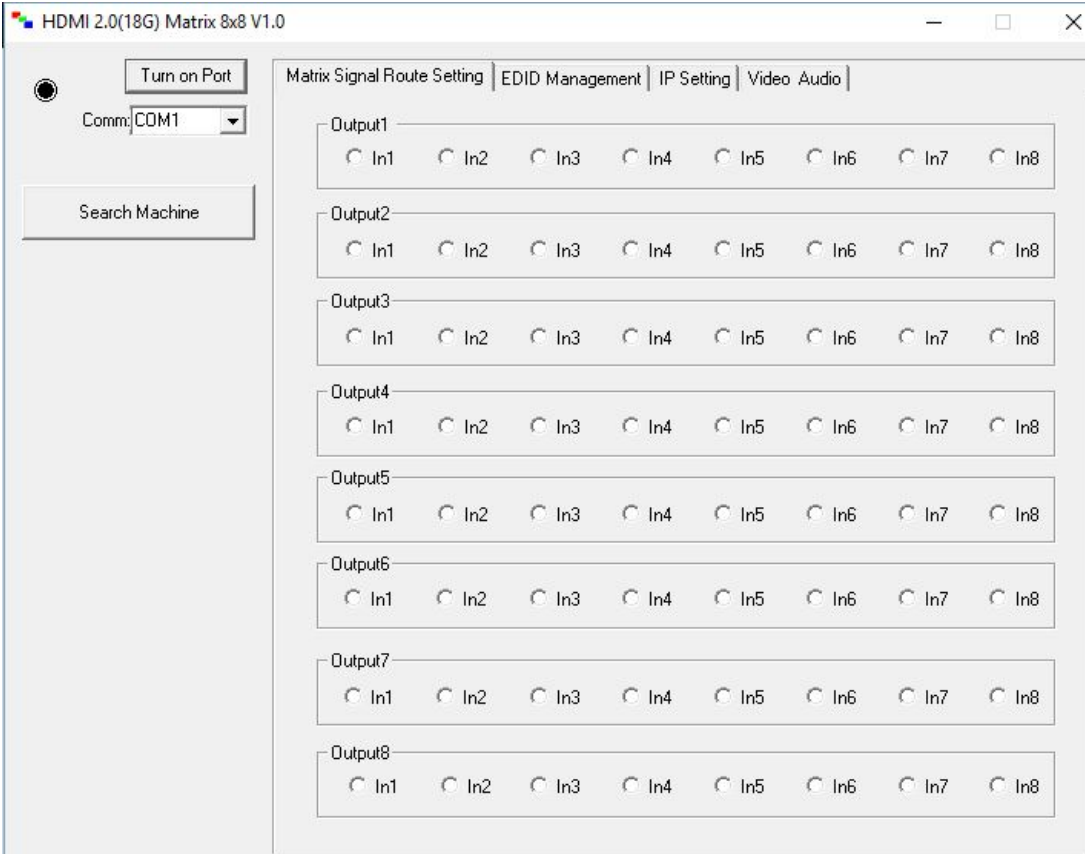 HDMI 2.0(18G) Matrix 8x8 V1.0
Turn on Port
Comm: COM1
Search Machine
Matrix Signal Route Setting EDID Management IP Setting Video Audio
Output1
In1 In2 In3 In4 In5 In6 In7 In8
Output2
In1 In2 In3 In4 In5 In6 In7 In8
Output3
In1 In2 In3 In4 In5 In6 In7 In8
Output4
In1 In2 In3 In4 In5 In6 In7 In8
Output5
In1 In2 In3 In4 In5 In6 In7 In8
Output6
In1 In2 In3 In4 In5 In6 In7 In8
Output7
In1 In2 In3 In4 In5 In6 In7 In8
Output8
In1 In2 In3 In4 In5 In6 In7 In8